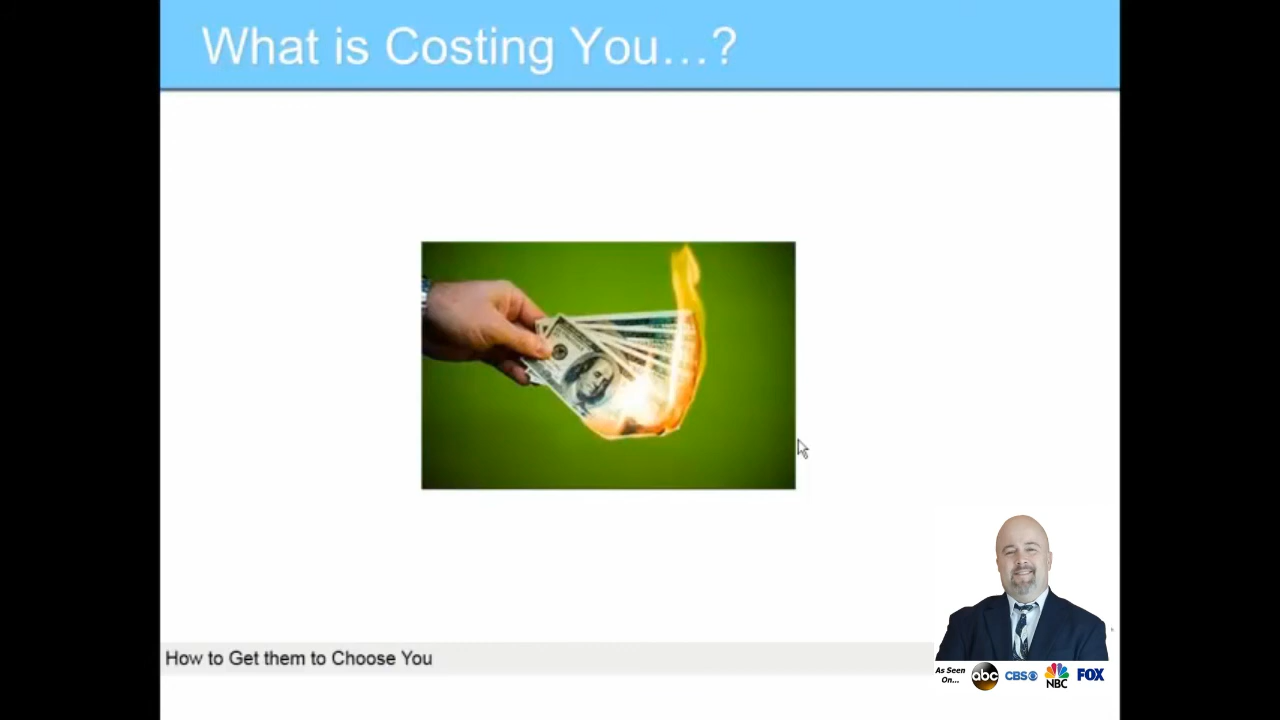 What is Costing You...?
How to Get them to Choose You
As Seen
On...
abc
CBS
NBC
FOX